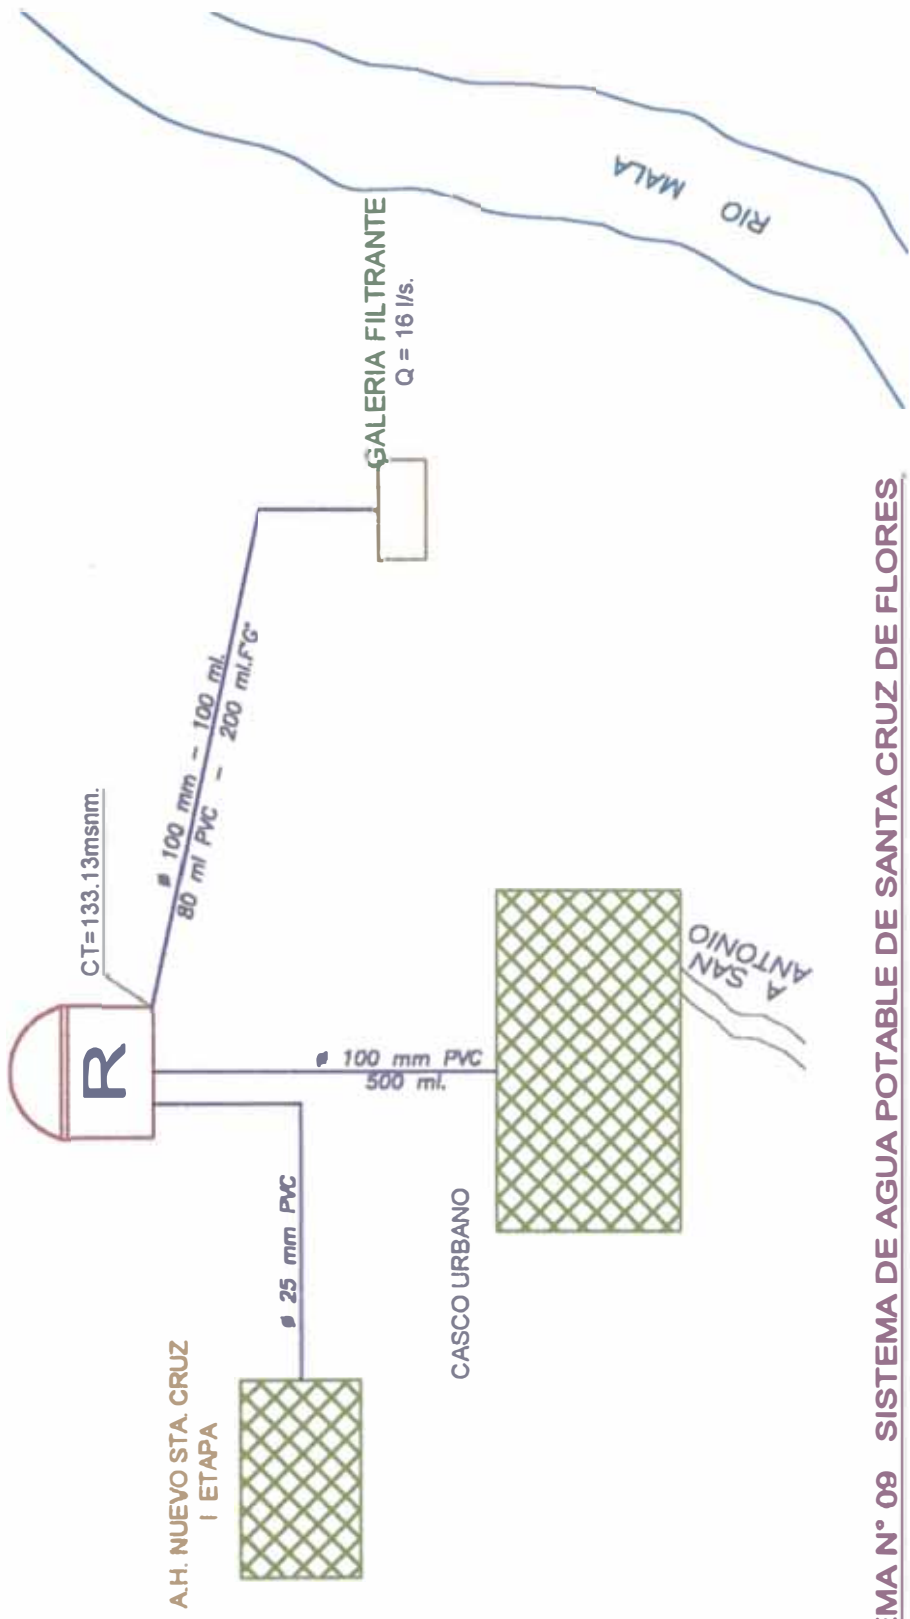 A.H. NUEVO STA. CRUZ
I ETAPA
ø 25 mm PVC
R
CT=133.13msnm.
ø 100 mm - 100 ml.
80 ml PVC - 200 ml.F°G°
GALERIA FILTRANTE
Q = 16 l/s.
RIO MALA
ø 100 mm PVC
500 ml.
CASCO URBANO
A SAN
ANTONIO
EMA N° 09 SISTEMA DE AGUA POTABLE DE SANTA CRUZ DE FLORES